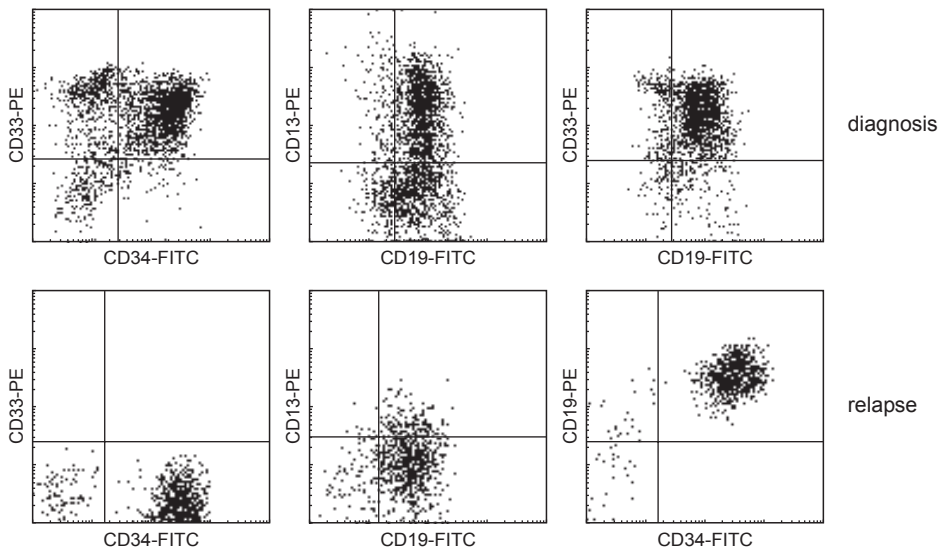 CD33-PE
CD34-FITC
CD13-PE
CD19-FITC
CD33-PE
CD19-FITC
diagnosis
CD33-PE
CD34-FITC
CD13-PE
CD19-FITC
CD19-PE
CD34-FITC
relapse